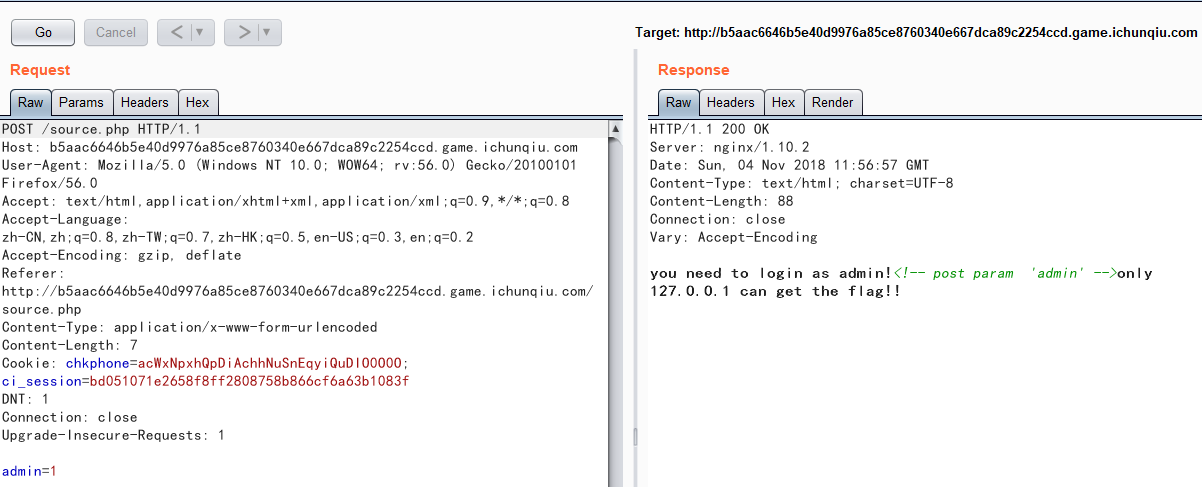 Go Cancel < > Target: http://b5aac6646b5e40d9976a85ce8760340e667dca89c2254ccd.game.ichunqiu.com
Request
Raw Params Headers Hex
POST /source.php HTTP/1.1
Host: b5aac6646b5e40d9976a85ce8760340e667dca89c2254ccd.game.ichunqiu.com
User-Agent: Mozilla/5.0 (Windows NT 10.0; WOW64; rv:56.0) Gecko/20100101
Firefox/56.0
Accept: text/html,application/xhtml+xml,application/xml;q=0.9,*/*;q=0.8
Accept-Language:
zh-CN,zh;q=0.8,zh-TW;q=0.7,zh-HK;q=0.5,en-US;q=0.3,en;q=0.2
Accept-Encoding: gzip, deflate
Referer:
http://b5aac6646b5e40d9976a85ce8760340e667dca89c2254ccd.game.ichunqiu.com/
source.php
Content-Type: application/x-www-form-urlencoded
Content-Length: 7
Cookie: chkphone=acWxNpxhQpDiAchhNuSnEqyiQuDIO0000;
ci_session=bd051071e2658f8ff2808758b866cf6a63b1083f
DNT: 1
Connection: close
Upgrade-Insecure-Requests: 1
admin=1
Response
Raw Headers Hex Render
HTTP/1.1 200 OK
Server: nginx/1.10.2
Date: Sun, 04 Nov 2018 11:56:57 GMT
Content-Type: text/html; charset=UTF-8
Content-Length: 88
Connection: close
Vary: Accept-Encoding
you need to login as admin!<!-- post param  'admin' -->only
127.0.0.1 can get the flag!!